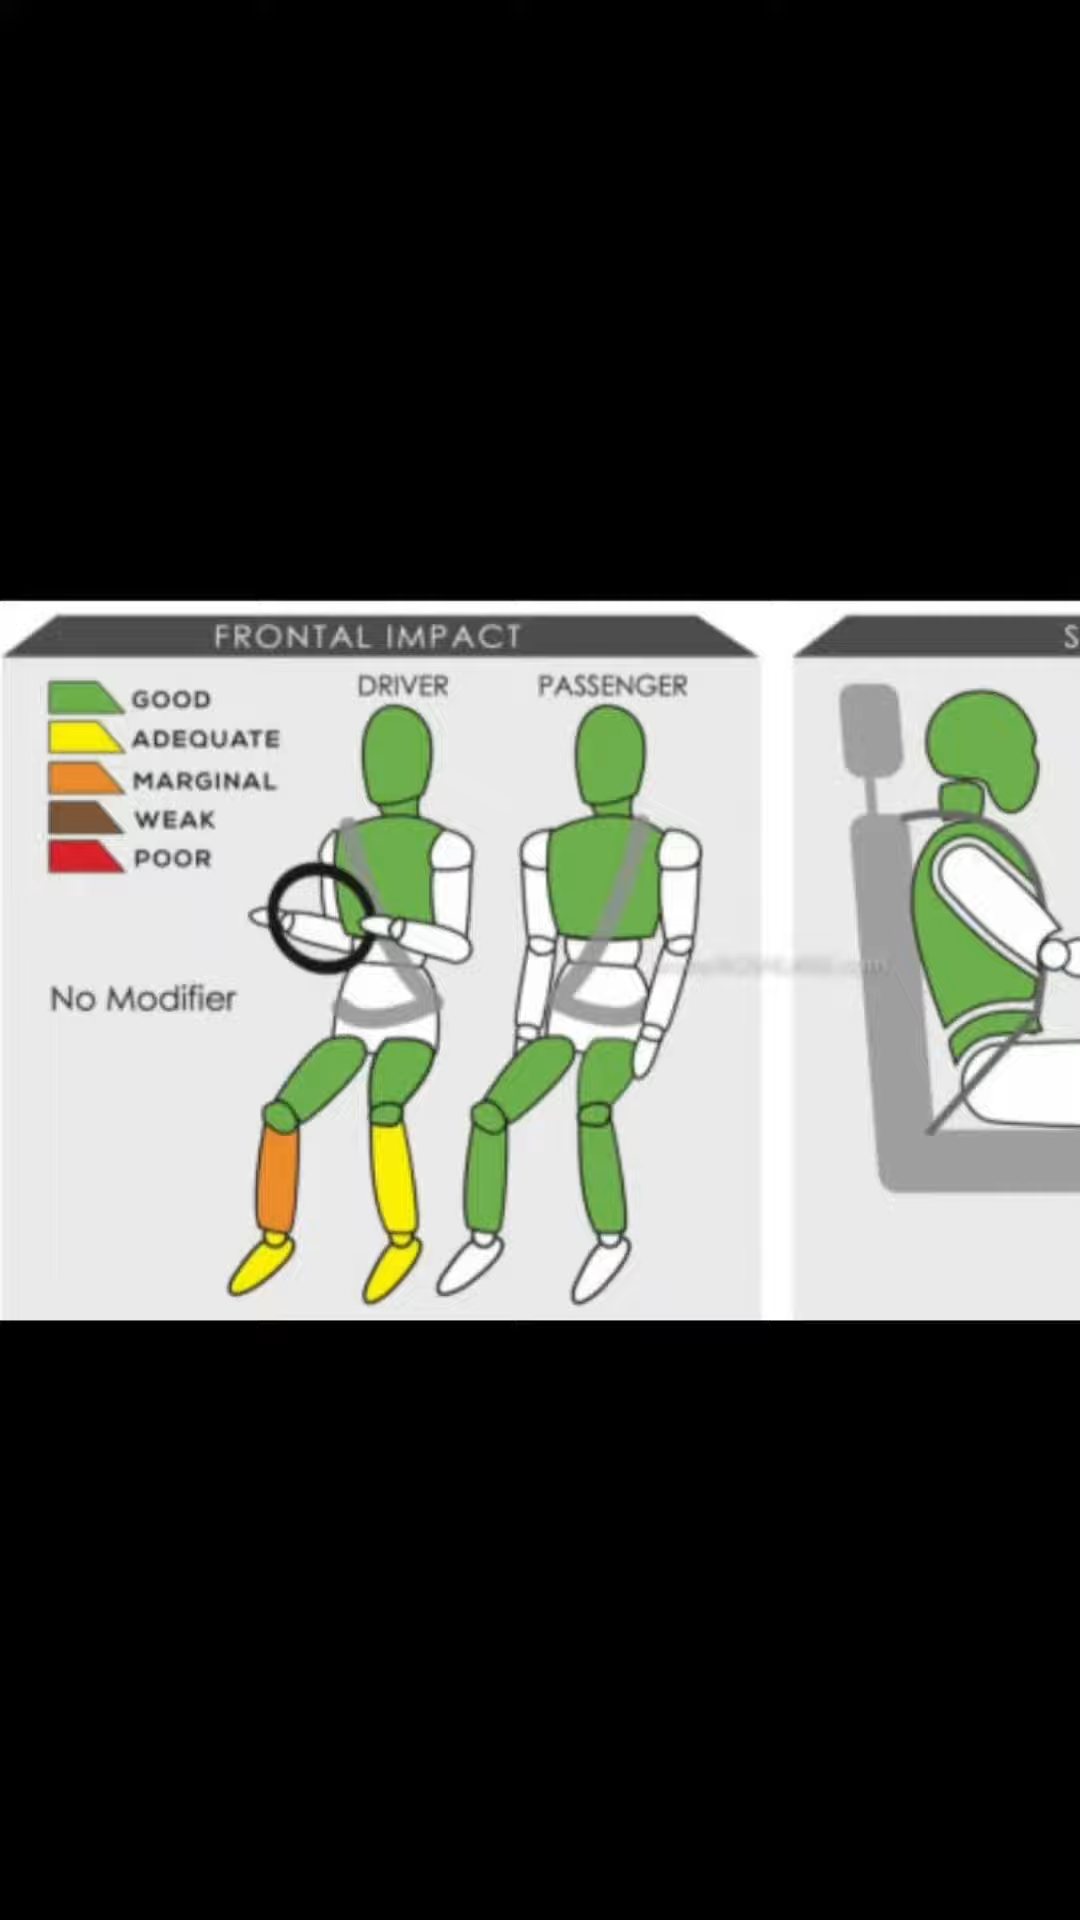 FRONTAL IMPACT
S
DRIVER
PASSENGER
GOOD
ADEQUATE
MARGINAL
WEAK
POOR
No Modifier